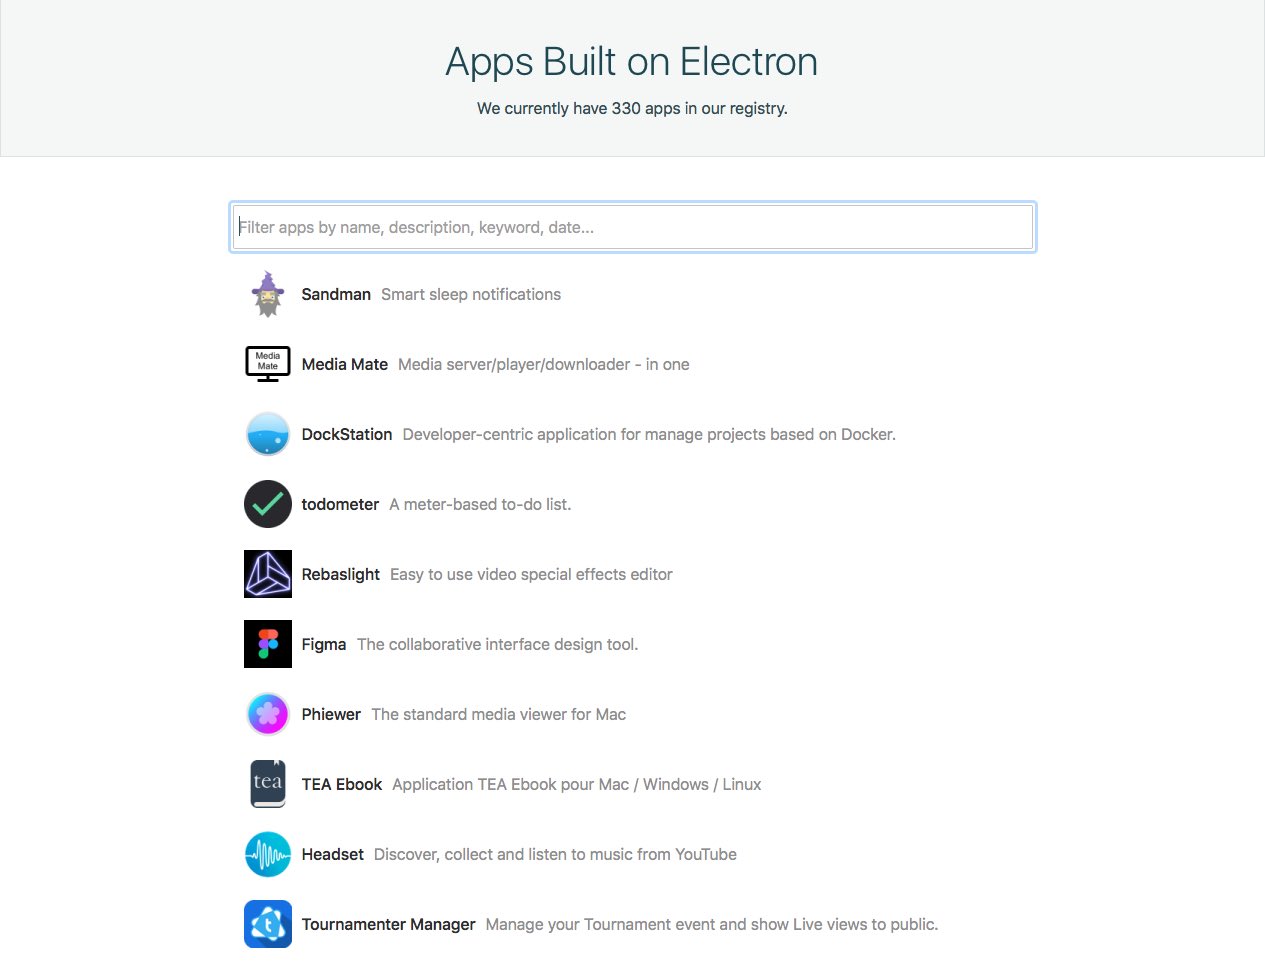 Apps Built on Electron
We currently have 330 apps in our registry.
Filter apps by name, description, keyword, date...
Sandman Smart sleep notifications
Media
Mate
Media Mate Media server/player/downloader - in one
DockStation Developer-centric application for manage projects based on Docker.
todometer A meter-based to-do list.
Rebaslight Easy to use video special effects editor
Figma The collaborative interface design tool.
Phiewer The standard media viewer for Mac
tea
TEA Ebook Application TEA Ebook pour Mac / Windows / Linux
Headset Discover, collect and listen to music from YouTube
t
Tournamenter Manager Manage your Tournament event and show Live views to public.